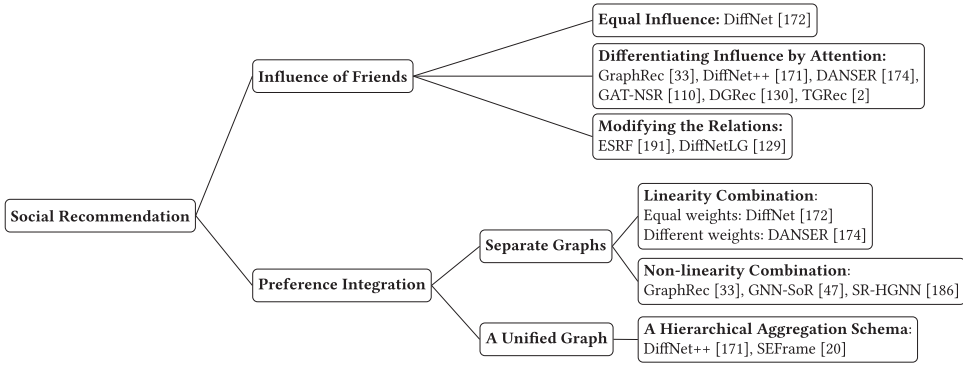 Social Recommendation
Influence of Friends
Equal Influence: DiffNet [172]
Differentiating Influence by Attention:
GraphRec [33], DiffNet++ [171], DANSER [174],
GAT-NSR [110], DGRec [130], TGRec [2]
Modifying the Relations:
ESRF [191], DiffNetLG [129]
Preference Integration
Separate Graphs
Linearity Combination:
Equal weights: DiffNet [172]
Different weights: DANSER [174]
Non-linearity Combination:
GraphRec [33], GNN-SoR [47], SR-HGNN [186]
A Unified Graph
A Hierarchical Aggregation Schema:
DiffNet++ [171], SEFrame [20]